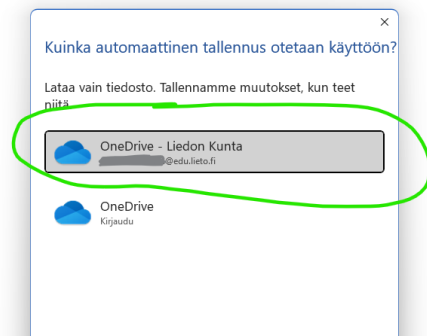 Kuinka automaattinen tallennus otetaan käyttöön?
Lataa vain tiedosto. Tallennamme muutokset, kun teet
niitä.
OneDrive - Liedon Kunta
@edu.lieto.fi
OneDrive
Kirjaudu